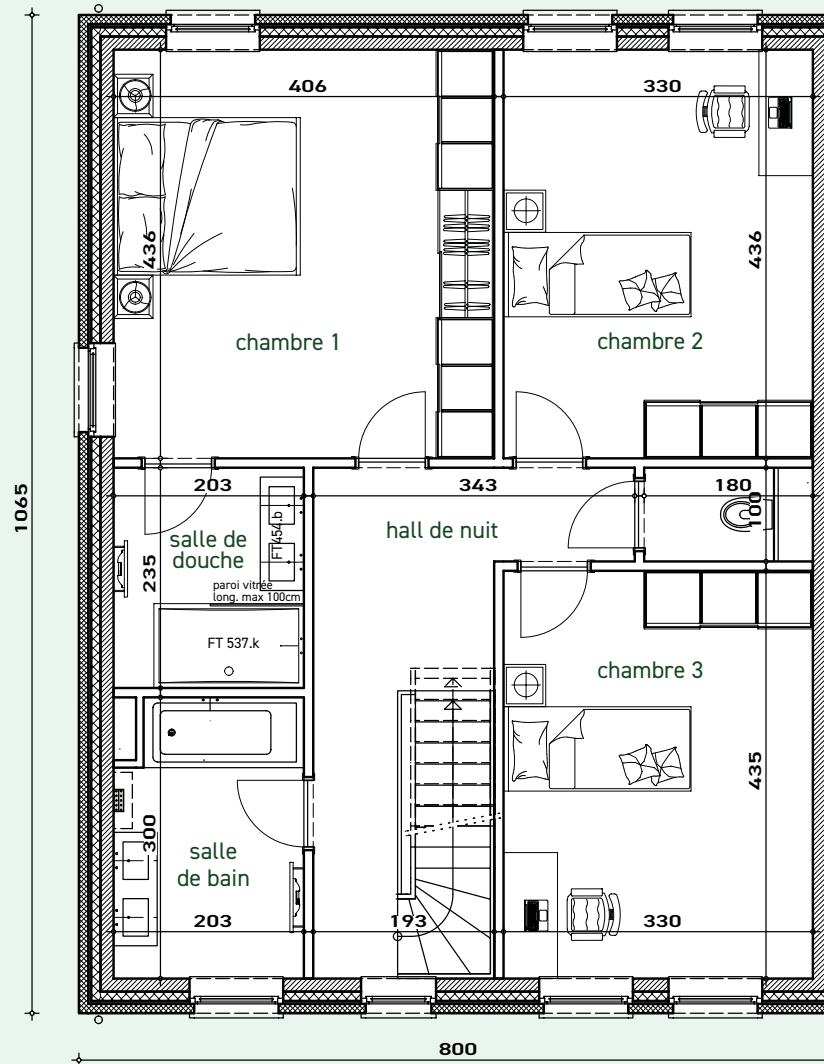 406
330
436
436
chambre 1
chambre 2
1065
203
343
180
100
hall de nuit
FT 454.b
salle de
douche
235
paroi vitrée
long. max 100cm
FT 537.k
chambre 3
435
300
salle
de bain
203
193
330
800